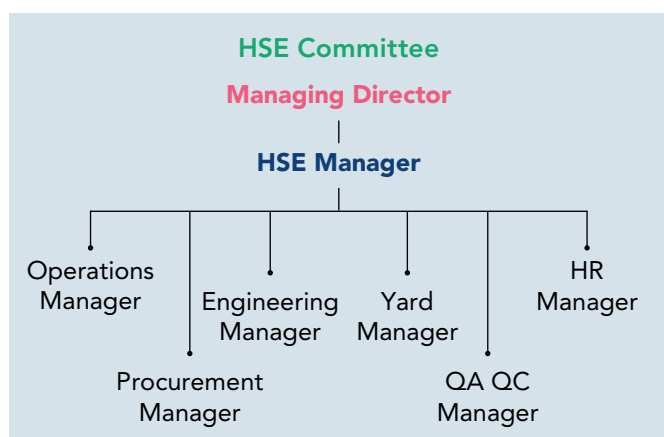 HSE Committee
Managing Director
HSE Manager
Operations
Manager
Engineering
Manager
Yard
Manager
HR
Manager
Procurement
Manager
QA QC
Manager